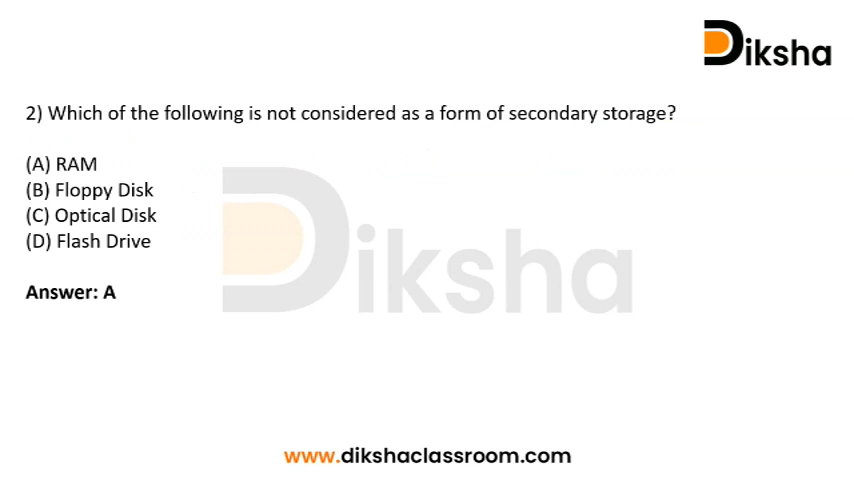 Diksha
2) Which of the following is not considered as a form of secondary storage?
(A) RAM
(B) Floppy Disk
(C) Optical Disk
(D) Flash Drive
Diksha
Answer: A
www.dikshaclassroom.com